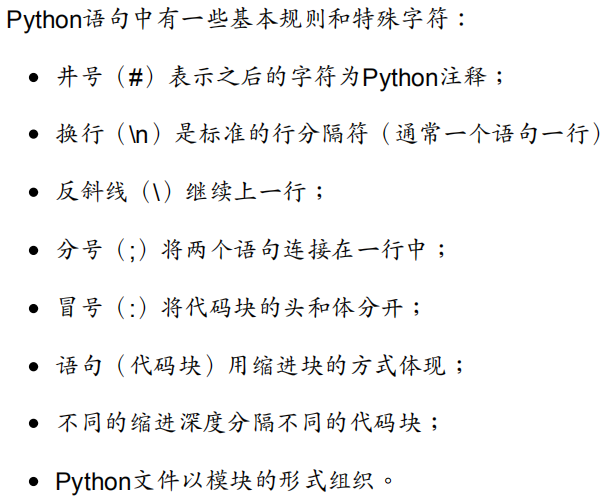 Python语句中有一些基本规则和特殊字符：
● 井号（#）表示之后的字符为Python注释；
● 换行（\n）是标准的行分隔符（通常一个语句一行）
● 反斜线（\）继续上一行；
● 分号（;）将两个语句连接在一行中；
● 冒号（:）将代码块的头和体分开；
● 语句（代码块）用缩进块的方式体现；
● 不同的缩进深度分隔不同的代码块；
● Python文件以模块的形式组织。